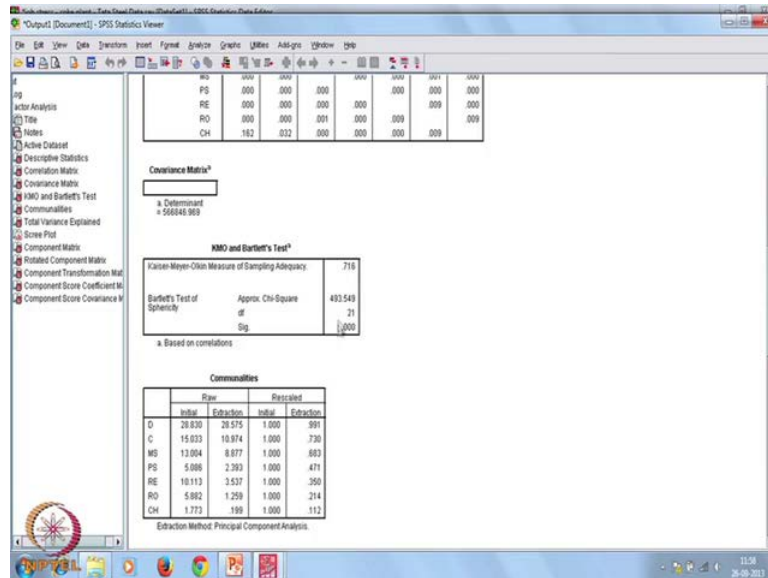 *Output1 [Document1] - SPSS Statistics Viewer
File Edit View Data Transform Insert Format Analyze Graphs Utilities Add-ons Window Help
actor Analysis
Title
Notes
Active Dataset
Descriptive Statistics
Correlation Matrix
Covariance Matrix
KMO and Bartlett's Test
Communalities
Total Variance Explained
Scree Plot
Component Matrix
Rotated Component Matrix
Component Transformation Mat
Component Score Coefficient M
Component Score Covariance M
MS .000 .000 .000 .000 .001 .000
PS .000 .000 .000 .000 .000 .000
RE .000 .000 .000 .000 .009 .000
RO .000 .000 .001 .000 .009 .009
CH .162 .032 .000 .000 .000 .009
Covariance Matrixa
a. Determinant
= 566846.969
KMO and Bartlett's Testa
Kaiser-Meyer-Olkin Measure of Sampling Adequacy. .716
Bartlett's Test of Sphericity Approx. Chi-Square 493.549
df 21
Sig. .000
a. Based on correlations
Communalities
Raw Rescaled
Initial Extraction Initial Extraction
D 28.830 28.575 1.000 .991
C 15.033 10.974 1.000 .730
MS 13.004 8.877 1.000 .683
PS 5.086 2.393 1.000 .471
RE 10.113 3.537 1.000 .350
RO 5.882 1.259 1.000 .214
CH 1.773 .199 1.000 .112
Extraction Method: Principal Component Analysis.
NPTEL
11:58
26-08-2013